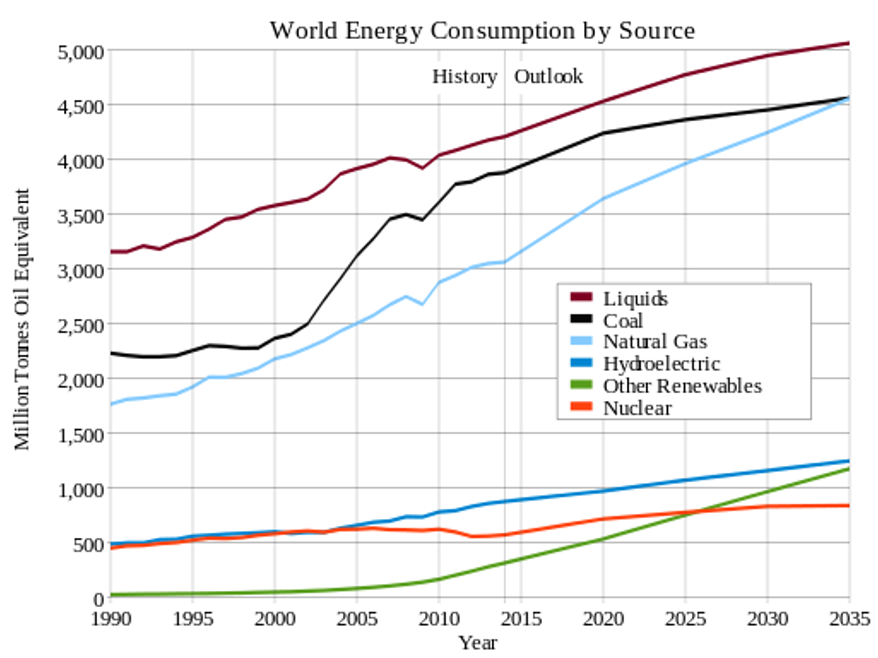 World Energy Consumption by Source
5,000
History Outlook
4,500
4,000
3,500
3,000
2,500
2,000
1,500
1,000
500
0
Million Tonnes Oil Equivalent
Liquids
Coal
Natural Gas
Hydroelectric
Other Renewables
Nuclear
1990 1995 2000 2005 2010 2015 2020 2025 2030 2035
Year